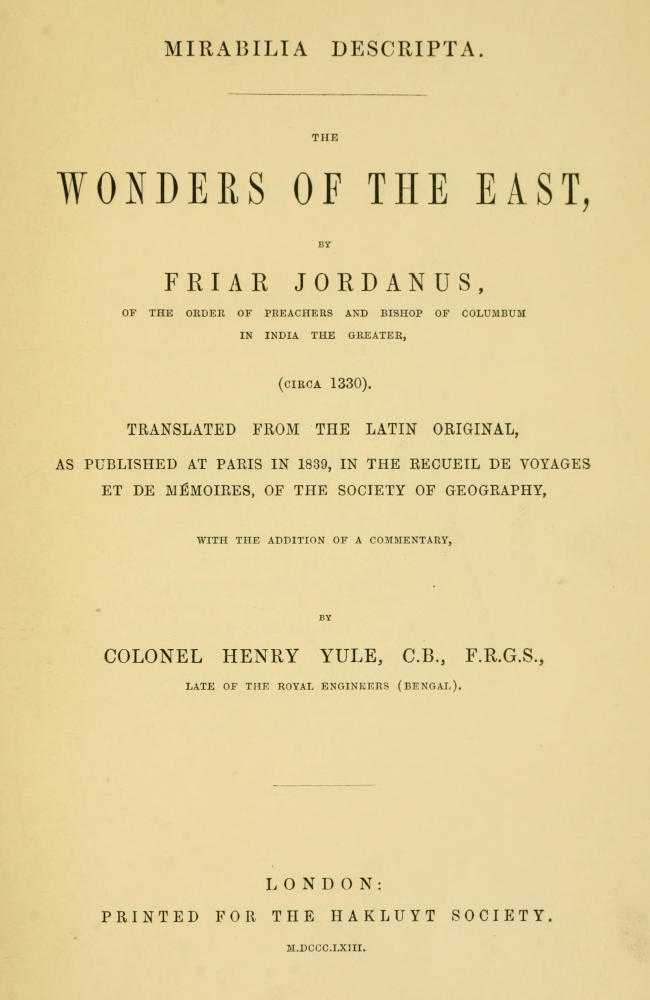 MIRABILIA DESCRIPTA.
THE
WONDERS OF THE EAST,
BY
FRIAR JORDANUS,
OF THE ORDER OF PREACHERS AND BISHOP OF COLUMBUM
IN INDIA THE GREATER,
(CIRCA 1330).
TRANSLATED FROM THE LATIN ORIGINAL,
AS PUBLISHED AT PARIS IN 1839, IN THE RECUEIL DE VOYAGES
ET DE MÉMOIRES, OF THE SOCIETY OF GEOGRAPHY,
WITH THE ADDITION OF A COMMENTARY,
BY
COLONEL HENRY YULE, C.B., F.R.G.S.,
LATE OF THE ROYAL ENGINEERS (BENGAL).
LONDON:
PRINTED FOR THE HAKLUYT SOCIETY.
M.DCCC.LXIII.